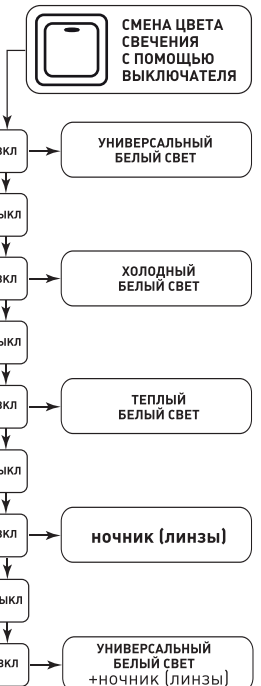 СМЕНА ЦВЕТА
СВЕЧЕНИЯ
С ПОМОЩЬЮ
ВЫКЛЮЧАТЕЛЯ
ВКЛ
УНИВЕРСАЛЬНЫЙ
БЕЛЫЙ СВЕТ
ЫКЛ
ВКЛ
ХОЛОДНЫЙ
БЕЛЫЙ СВЕТ
ЫКЛ
ВКЛ
ТЕПЛЫЙ
БЕЛЫЙ СВЕТ
ЫКЛ
ВКЛ
ночник (линзы)
ЫКЛ
ВКЛ
УНИВЕРСАЛЬНЫЙ
БЕЛЫЙ СВЕТ
+ночник (линзы)